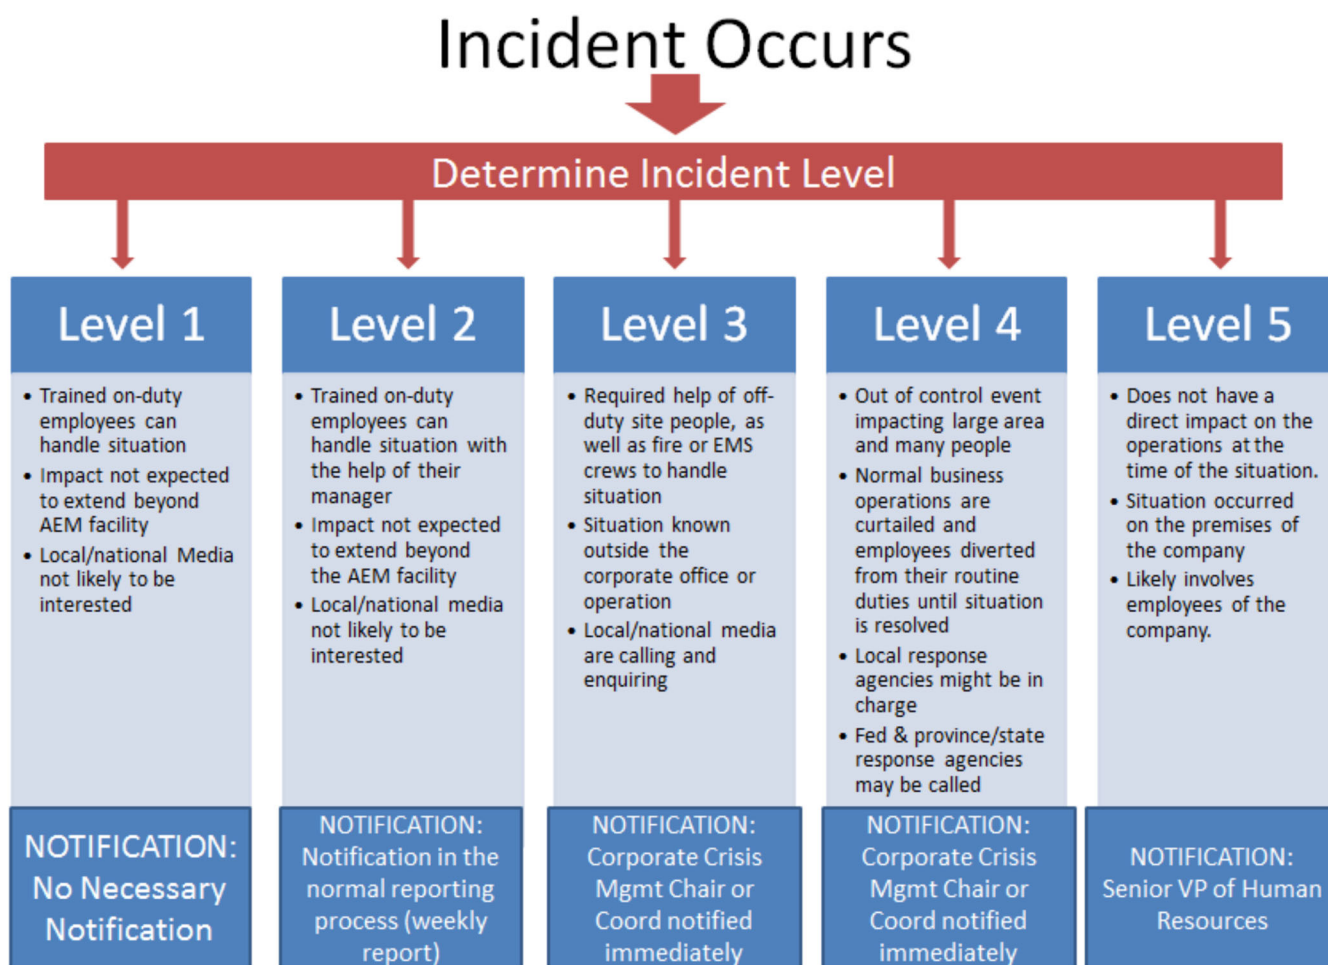 Incident Occurs
Determine Incident Level
Level 1
• Trained on-duty
employees can
handle situation
• Impact not expected
to extend beyond
AEM facility
• Local/national Media
not likely to be
interested
NOTIFICATION:
No Necessary
Notification
Level 2
• Trained on-duty
employees can
handle situation with
the help of their
manager
• Impact not expected
to extend beyond
the AEM facility
• Local/national media
not likely to be
interested
NOTIFICATION:
Notification in the
normal reporting
process (weekly
report)
Level 3
• Required help of off-
duty site people, as
well as fire or EMS
crews to handle
situation
• Situation known
outside the
corporate office or
operation
• Local/national media
are calling and
enquiring
NOTIFICATION:
Corporate Crisis
Mgmt Chair or
Coord notified
immediately
Level 4
• Out of control event
impacting large area
and many people
• Normal business
operations are
curtailed and
employees diverted
from their routine
duties until situation
is resolved
• Local response
agencies might be in
charge
• Fed & province/state
response agencies
may be called
NOTIFICATION:
Corporate Crisis
Mgmt Chair or
Coord notified
immediately
Level 5
• Does not have a
direct impact on the
operations at the
time of the situation.
• Situation occurred
on the premises of
the company
• Likely involves
employees of the
company.
NOTIFICATION:
Senior VP of Human
Resources